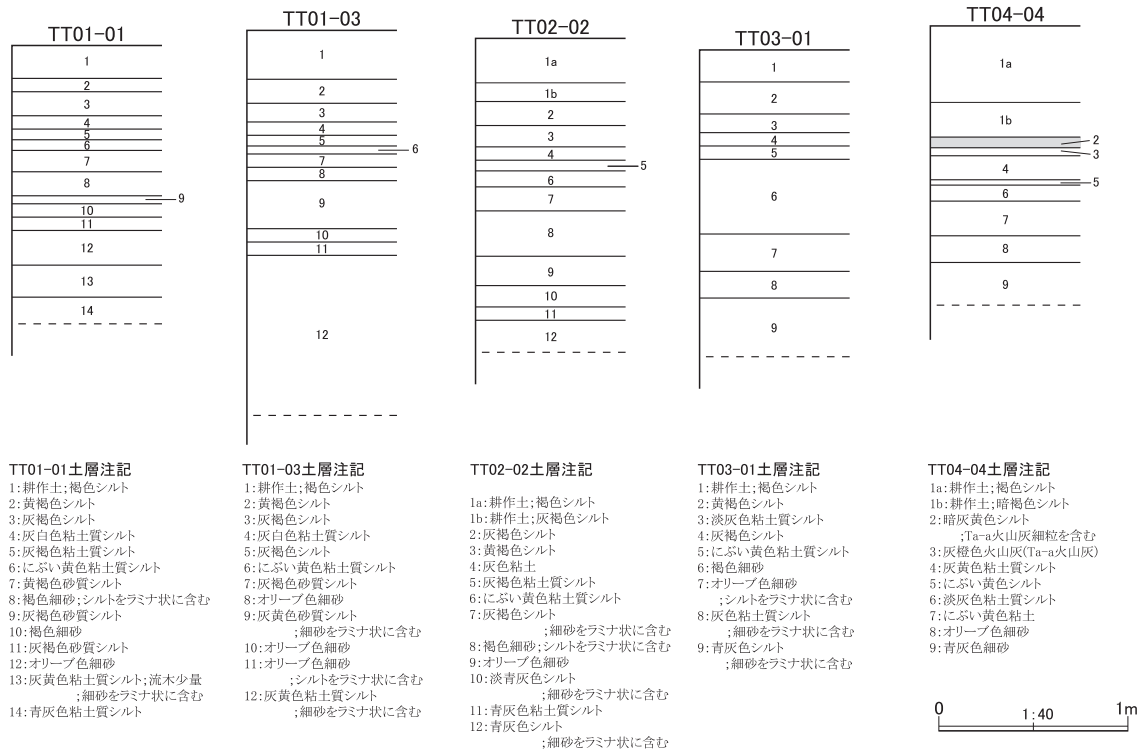 TT01-01
1
2
3
4
5
6
7
8
9
10
11
12
13
14
TT01-03
1
2
3
4
5
6
7
8
9
10
11
12
TT02-02
1a
1b
2
3
4
5
6
7
8
9
10
11
12
TT03-01
1
2
3
4
5
6
7
8
9
TT04-04
1a
1b
2
3
4
5
6
7
8
9
TT01-01土層注記
1:耕作土;褐色シルト
2:黄褐色シルト
3:灰褐色シルト
4:灰白色粘土質シルト
5:灰褐色粘土質シルト
6:にぶい黄色粘土質シルト
7:黄褐色砂質シルト
8:褐色細砂;シルトをラミナ状に含む
9:灰褐色砂質シルト
10:褐色細砂
11:灰褐色砂質シルト
12:オリーブ色細砂
13:灰黄色粘土質シルト;流木少量
;細砂をラミナ状に含む
14:青灰色粘土質シルト
TT01-03土層注記
1:耕作土;褐色シルト
2:黄褐色シルト
3:灰褐色シルト
4:灰白色粘土質シルト
5:灰褐色シルト
6:にぶい黄色粘土質シルト
7:灰褐色砂質シルト
8:オリーブ色細砂
9:灰黄色砂質シルト
;細砂をラミナ状に含む
10:オリーブ色細砂
11:オリーブ色細砂
;シルトをラミナ状に含む
12:灰黄色粘土質シルト
;細砂をラミナ状に含む
TT02-02土層注記
1a:耕作土;褐色シルト
1b:耕作土;灰褐色シルト
2:灰褐色シルト
3:黄褐色シルト
4:灰色粘土
5:灰褐色粘土質シルト
6:にぶい黄色粘土質シルト
7:灰褐色シルト
;細砂をラミナ状に含む
8:褐色細砂;シルトをラミナ状に含む
9:オリーブ色細砂
10:淡青灰色シルト
;細砂をラミナ状に含む
11:青灰色粘土質シルト
12:青灰色シルト
;細砂をラミナ状に含む
TT03-01土層注記
1:耕作土;褐色シルト
2:黄褐色シルト
3:淡灰色粘土質シルト
4:灰褐色シルト
5:にぶい黄色粘土質シルト
6:褐色細砂
7:オリーブ色細砂
;シルトをラミナ状に含む
8:灰色粘土質シルト
;細砂をラミナ状に含む
9:青灰色シルト
;細砂をラミナ状に含む
TT04-04土層注記
1a:耕作土;褐色シルト
1b:耕作土;暗褐色シルト
2:暗灰黄色シルト
;Ta-a火山灰細粒を含む
3:灰橙色火山灰(Ta-a火山灰)
4:灰黄色粘土質シルト
5:にぶい黄色シルト
6:淡灰色粘土質シルト
7:にぶい黄色粘土
8:オリーブ色細砂
9:青灰色細砂
0 1:40 1m